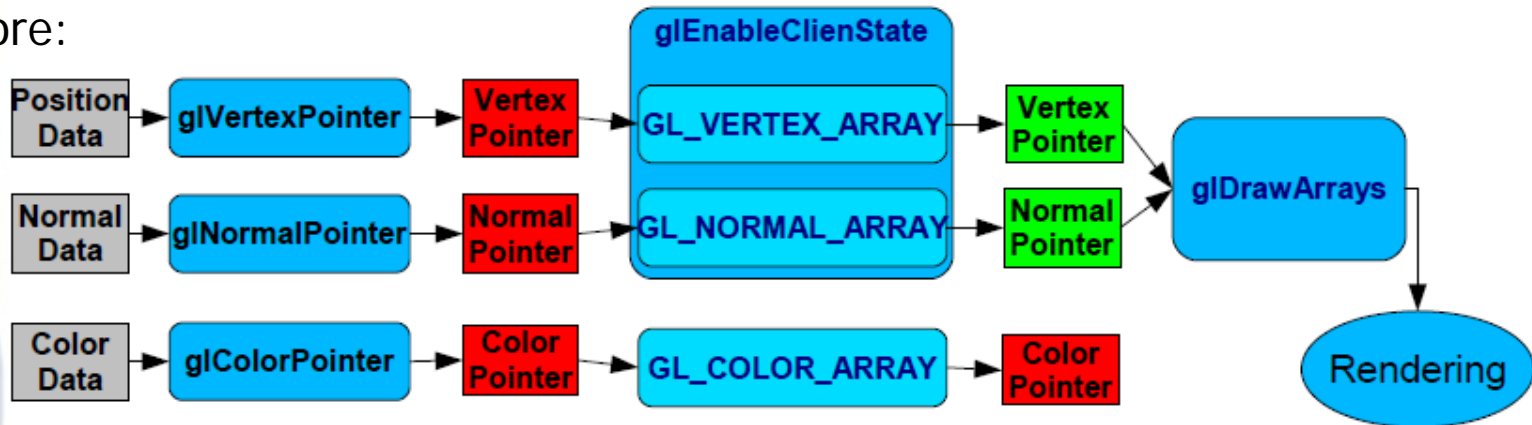 ore:
glEnableClienState
Position
Data
glVertexPointer
Vertex
Pointer
GL_VERTEX_ARRAY
Vertex
Pointer
glDrawArrays
Normal
Data
glNormalPointer
Normal
Pointer
GL_NORMAL_ARRAY
Normal
Pointer
Color
Data
glColorPointer
Color
Pointer
GL_COLOR_ARRAY
Color
Pointer
Rendering